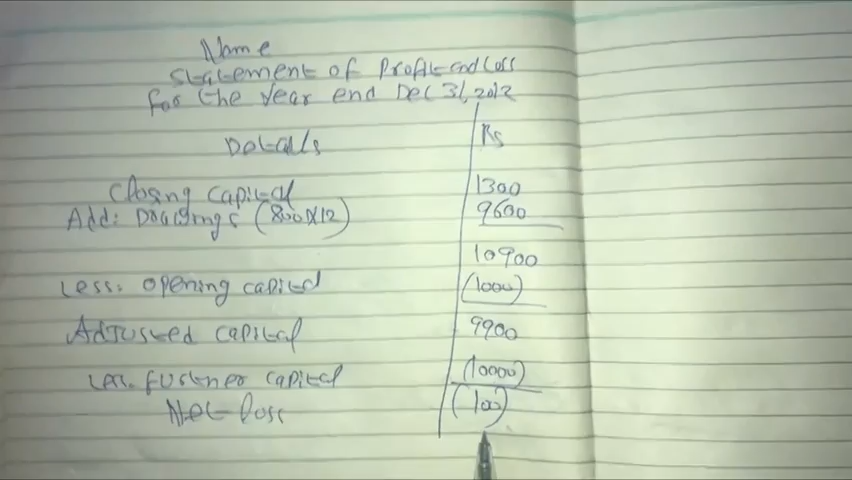 Name
Statement of Profit and Loss
For the Year end Dec 31, 2012
Details Rs
Closing capital 1300
Add: Drawings (800X12) 9600
10900
Less. opening capital (1000)
Adjusted capital 9900
Less. furtner capital (10000)
Net loss (100)